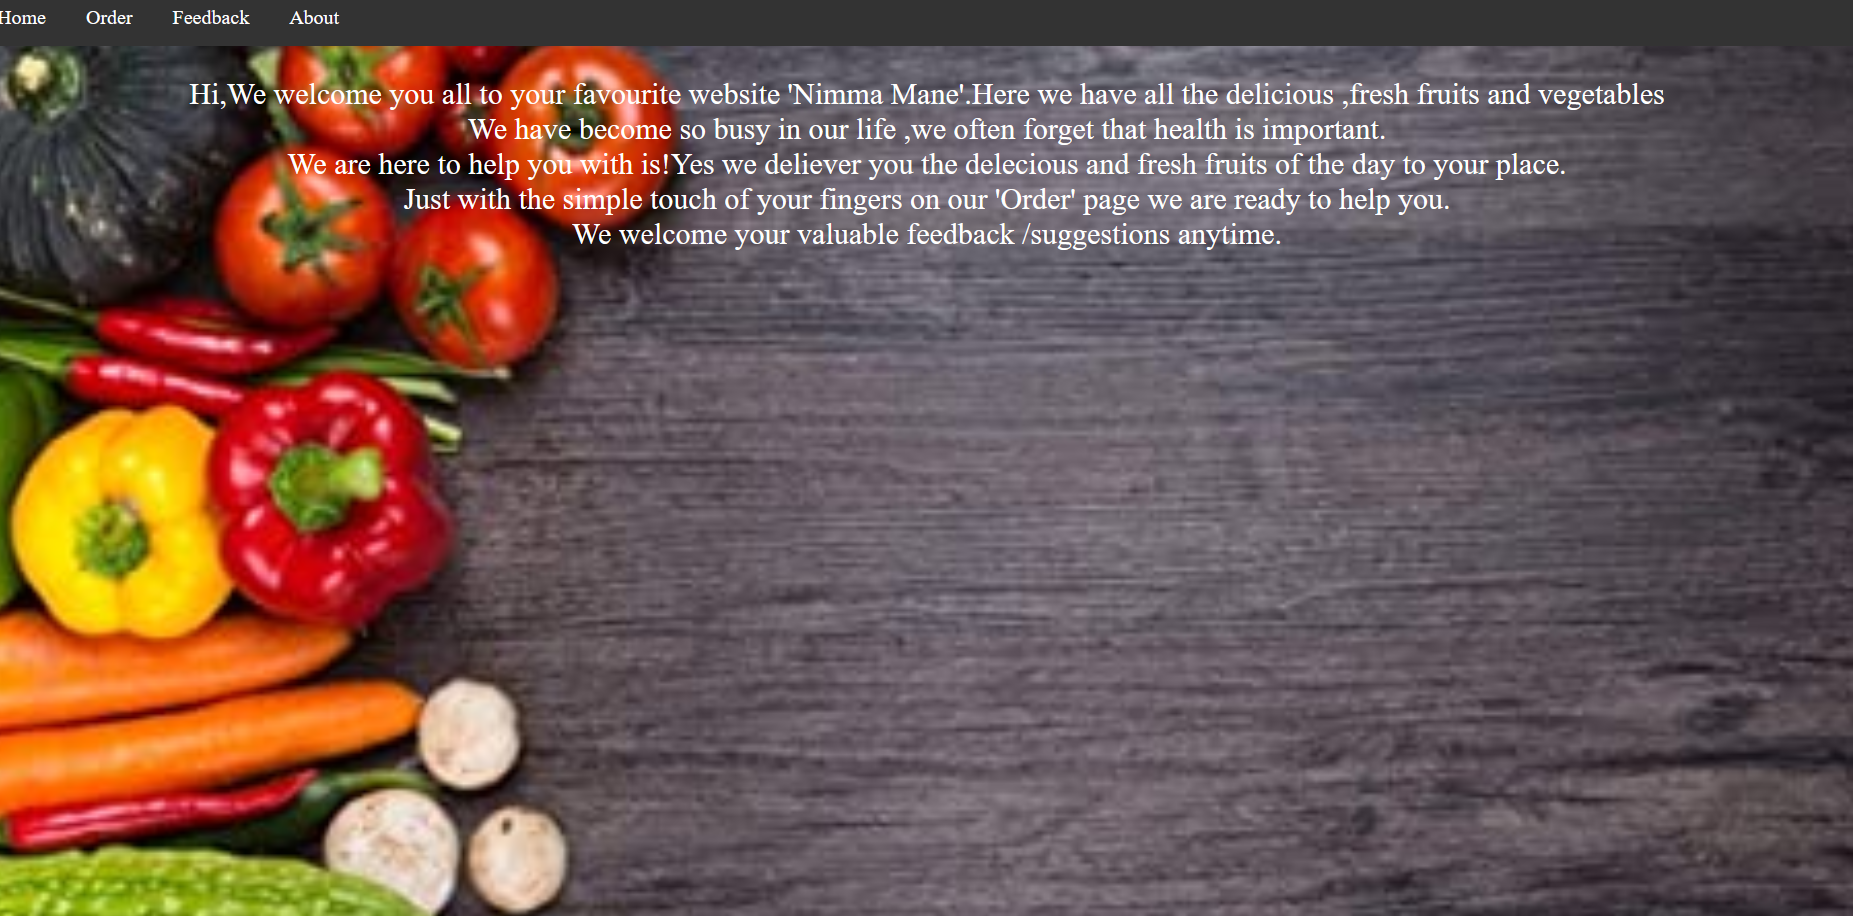 Home Order Feedback About
Hi,We welcome you all to your favourite website 'Nimma Mane'.Here we have all the delicious ,fresh fruits and vegetables
We have become so busy in our life ,we often forget that health is important.
We are here to help you with is!Yes we deliever you the delecious and fresh fruits of the day to your place.
Just with the simple touch of your fingers on our 'Order' page we are ready to help you.
We welcome your valuable feedback /suggestions anytime.